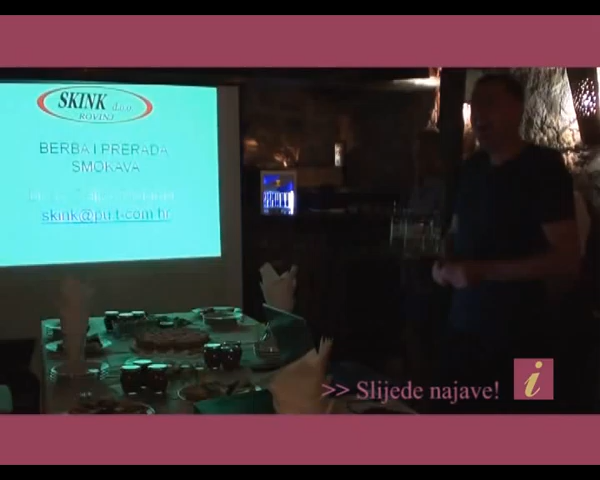 SKINK d.o.o.
ROVINJ
BERBA I PRERADA
SMOKAVA
skink@pu.t-com.hr
>> Slijede najave!
i